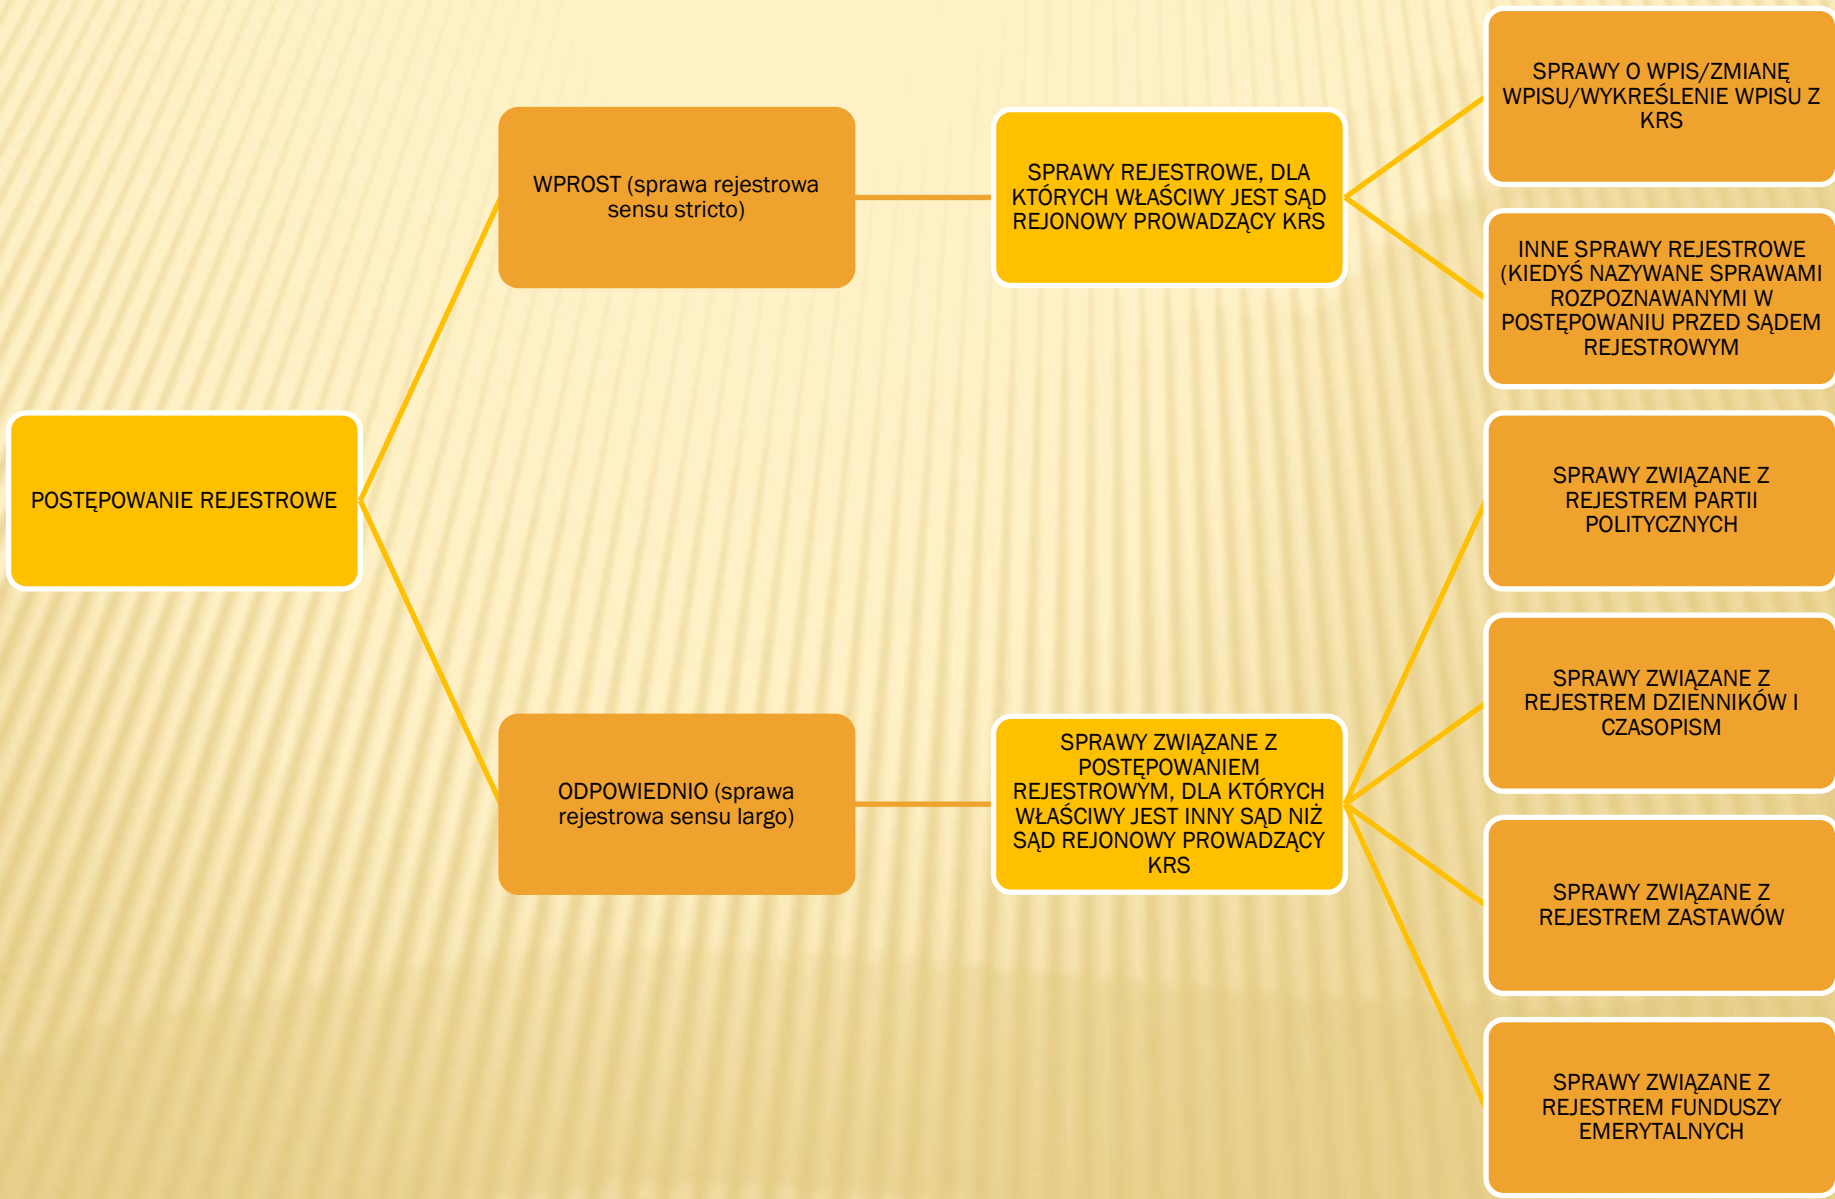 POSTĘPOWANIE REJESTROWE
WPROST (sprawa rejestrowa
sensu stricto)
SPRAWY REJESTROWE, DLA
KTÓRYCH WŁAŚCIWY JEST SĄD
REJONOWY PROWADZĄCY KRS
SPRAWY O WPIS/ZMIANĘ
WPISU/WYKREŚLENIE WPISU Z
KRS
INNE SPRAWY REJESTROWE
(KIEDYŚ NAZYWANE SPRAWAMI
ROZPOZNAWANYMI W
POSTĘPOWANIU PRZED SĄDEM
REJESTROWYM
ODPOWIEDNIO (sprawa
rejestrowa sensu largo)
SPRAWY ZWIĄZANE Z
POSTĘPOWANIEM
REJESTROWYM, DLA KTÓRYCH
WŁAŚCIWY JEST INNY SĄD NIŻ
SĄD REJONOWY PROWADZĄCY
KRS
SPRAWY ZWIĄZANE Z
REJESTREM PARTII
POLITYCZNYCH
SPRAWY ZWIĄZANE Z
REJESTREM DZIENNIKÓW I
CZASOPISM
SPRAWY ZWIĄZANE Z
REJESTREM ZASTAWÓW
SPRAWY ZWIĄZANE Z
REJESTREM FUNDUSZY
EMERYTALNYCH